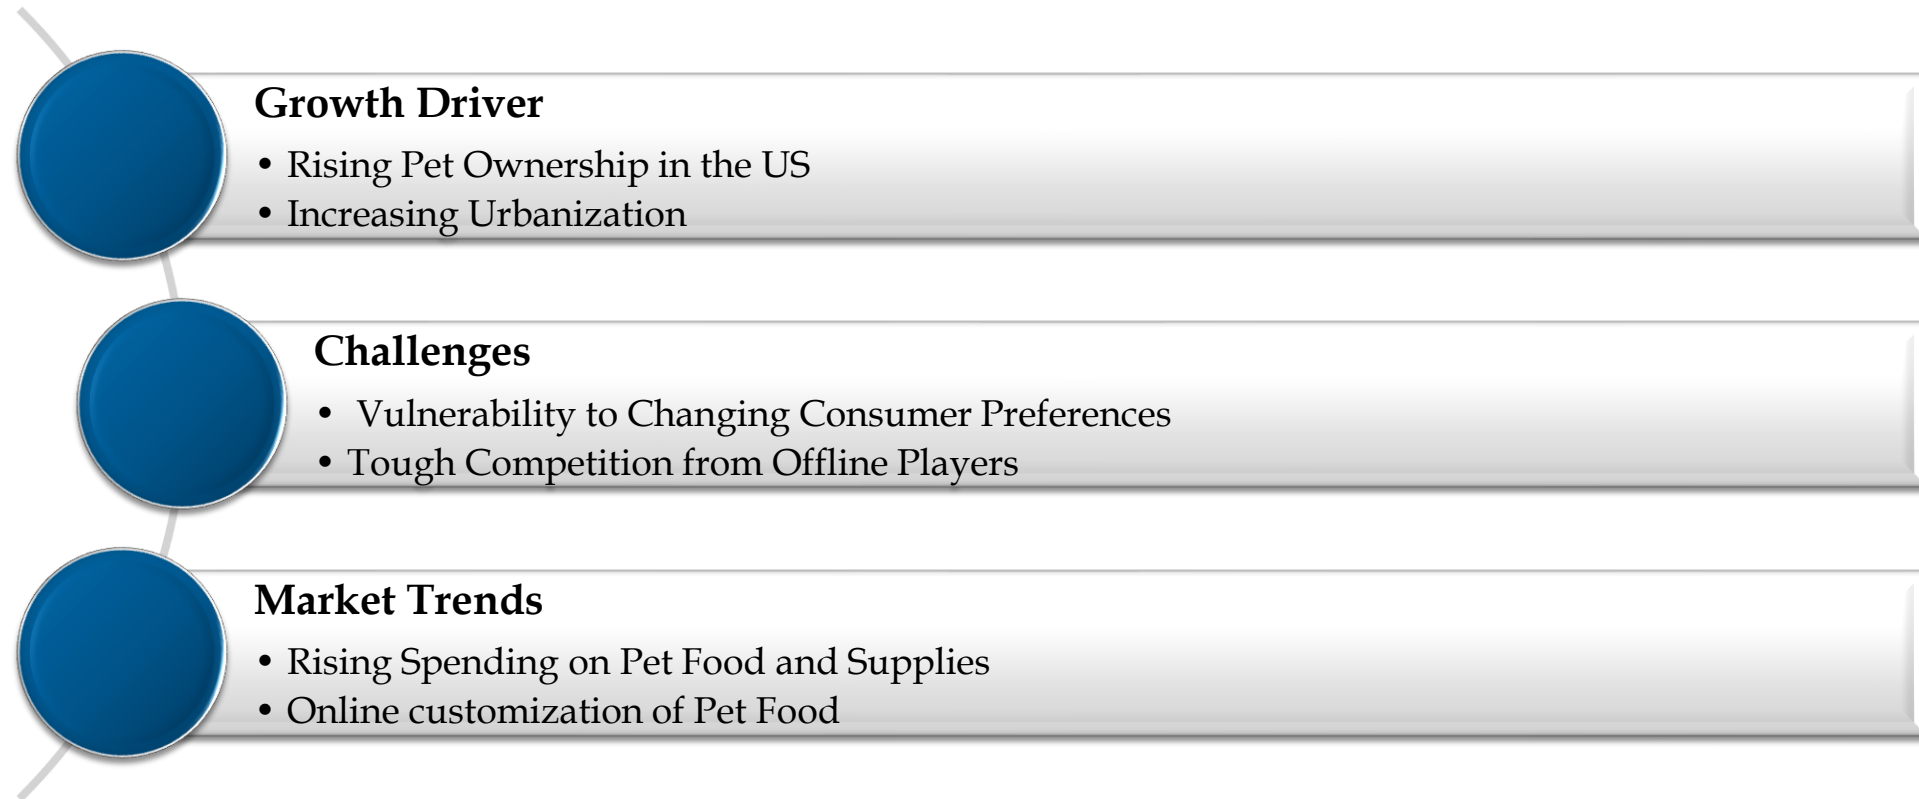 Growth Driver
• Rising Pet Ownership in the US
• Increasing Urbanization
Challenges
• Vulnerability to Changing Consumer Preferences
• Tough Competition from Offline Players
Market Trends
• Rising Spending on Pet Food and Supplies
• Online customization of Pet Food